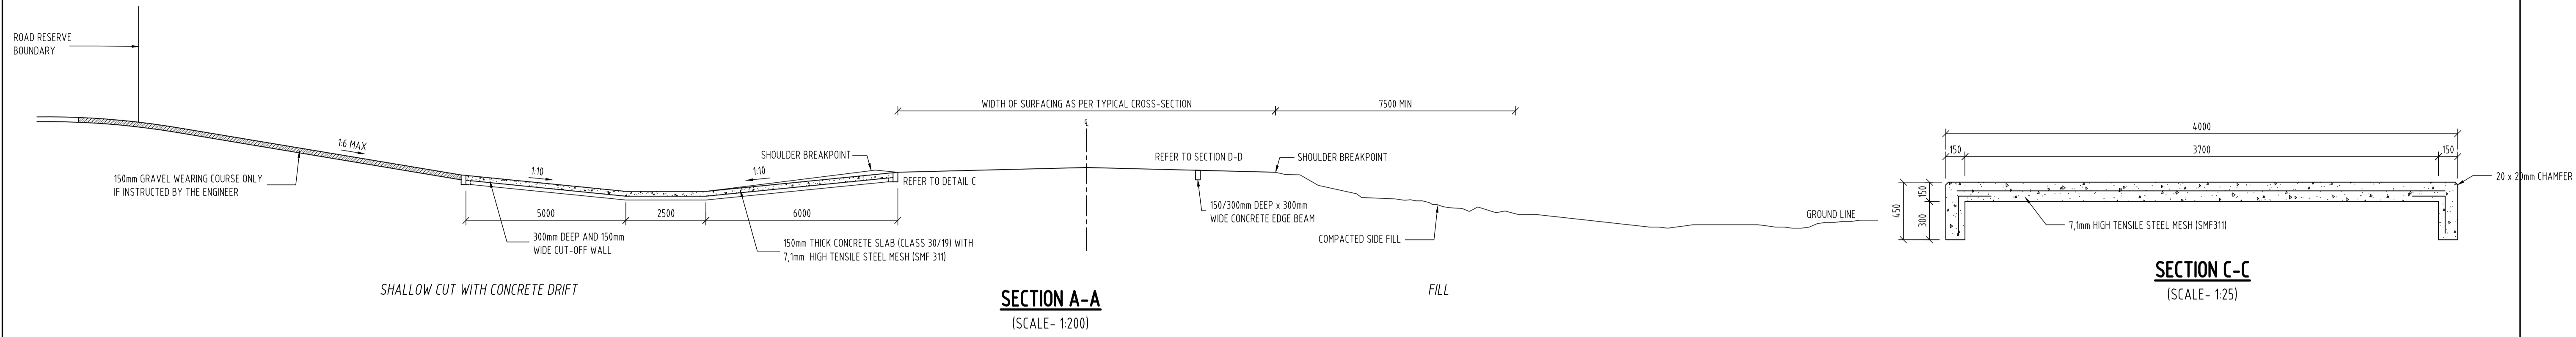 ROAD RESERVE
BOUNDARY
1:6 MAX
150mm GRAVEL WEARING COURSE ONLY
IF INSTRUCTED BY THE ENGINEER
1:10
1:10
SHOULDER BREAKPOINT
REFER TO DETAIL C
5000
2500
6000
300mm DEEP AND 150mm
WIDE CUT-OFF WALL
150mm THICK CONCRETE SLAB (CLASS 30/19) WITH
7,1mm HIGH TENSILE STEEL MESH (SMF 311)
SHALLOW CUT WITH CONCRETE DRIFT
WIDTH OF SURFACING AS PER TYPICAL CROSS-SECTION
7500 MIN
℄
REFER TO SECTION D-D
SHOULDER BREAKPOINT
150/300mm DEEP x 300mm
WIDE CONCRETE EDGE BEAM
COMPACTED SIDE FILL
GROUND LINE
FILL
SECTION A-A
(SCALE- 1:200)
4000
150
3700
150
20 x 20mm CHAMFER
450
150
300
7,1mm HIGH TENSILE STEEL MESH (SMF311)
SECTION C-C
(SCALE- 1:25)